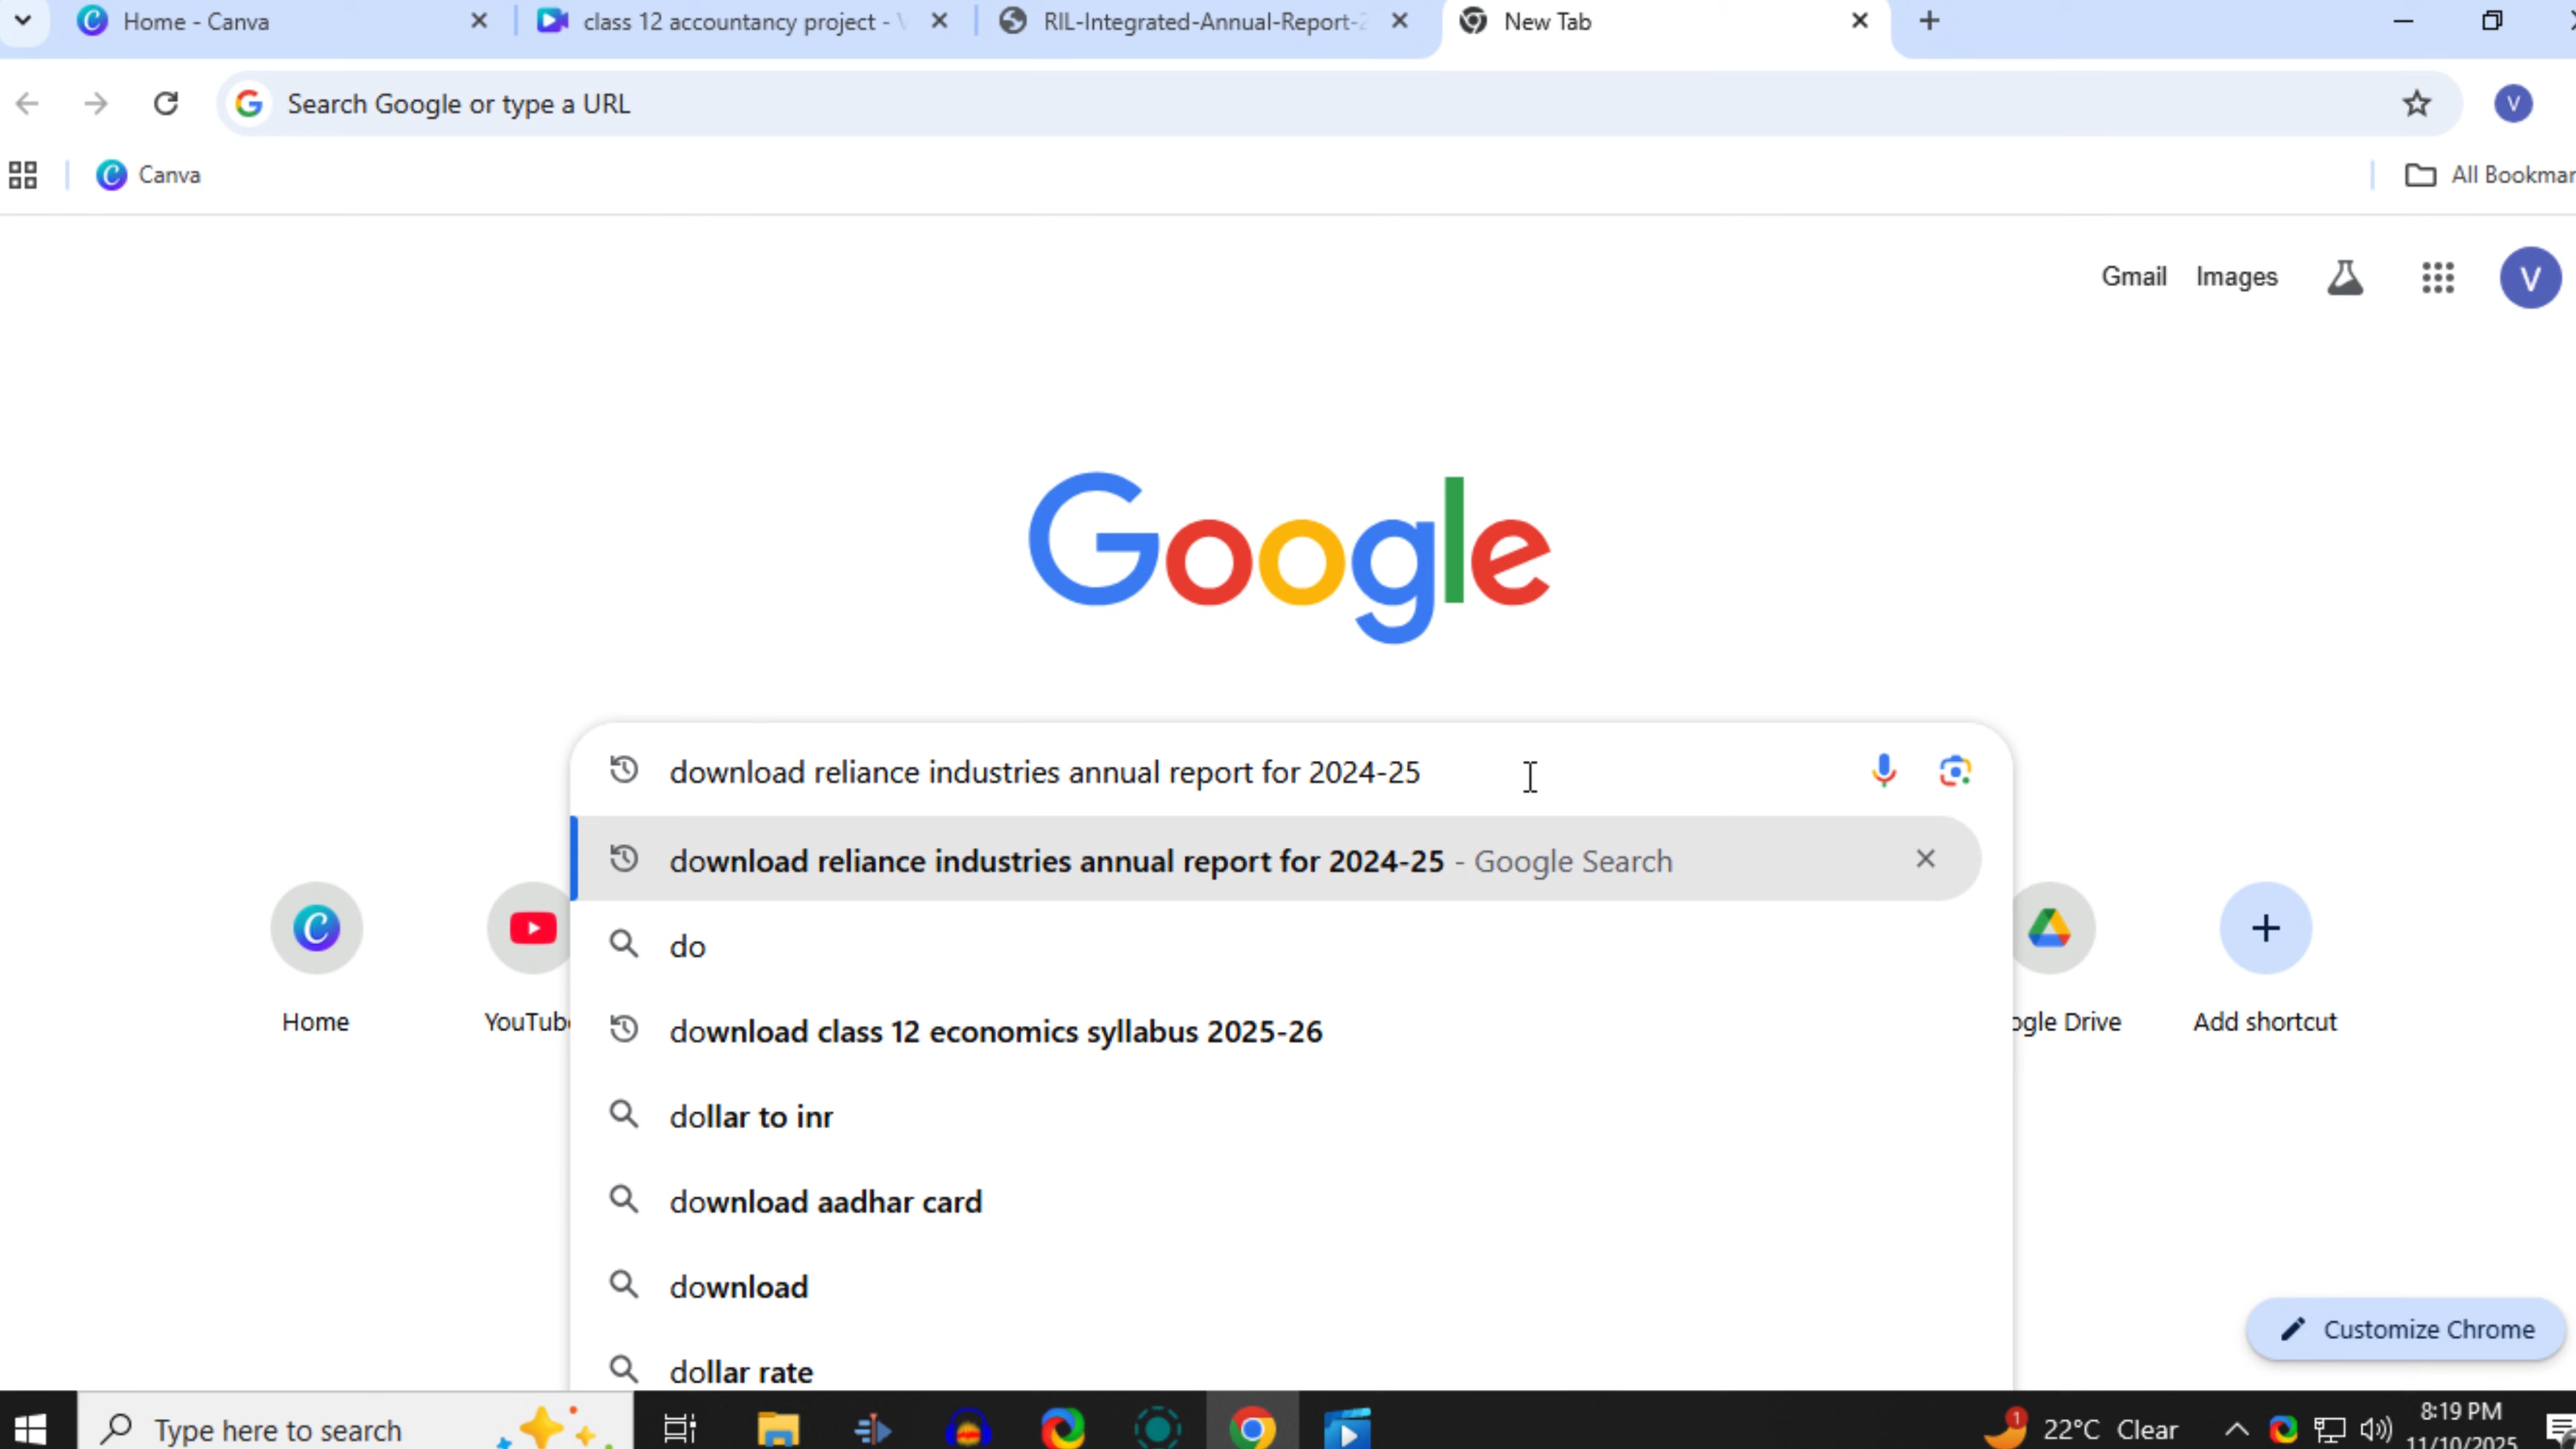 Home - Canva
class 12 accountancy project -
RIL-Integrated-Annual-Report-2
New Tab
Search Google or type a URL
V
Canva
All Bookmar
Gmail Images
V
Google
download reliance industries annual report for 2024-25
download reliance industries annual report for 2024-25 - Google Search
do
download class 12 economics syllabus 2025-26
dollar to inr
download aadhar card
download
dollar rate
Home
YouTub
ogle Drive
Add shortcut
Customize Chrome
Type here to search
1
22°C Clear
8:19 PM
11/10/2025